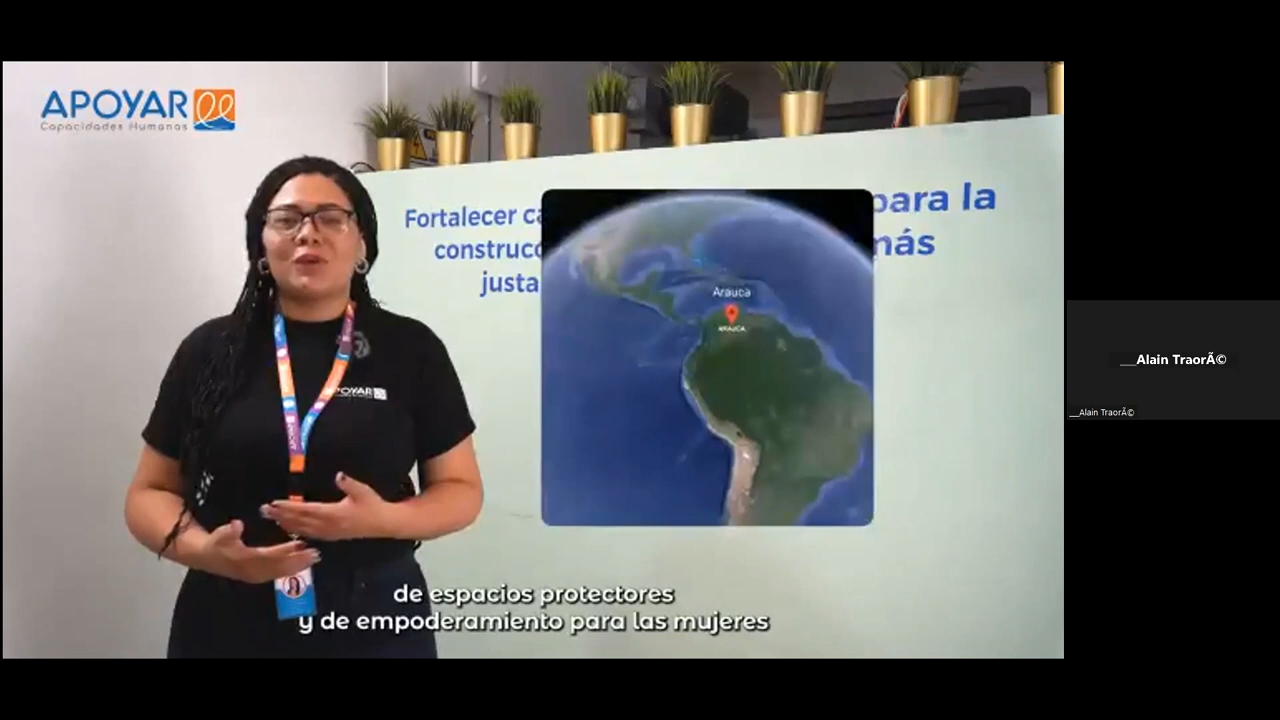 APOYAR
Capacidades Humanas
Fortalecer ca
para la
construcc
más
justa
Arauca
ARAUCA
APOYAR
de espacios protectores
y de empoderamiento para las mujeres
__Alain TraorÃ©
__Alain TraorÃ©